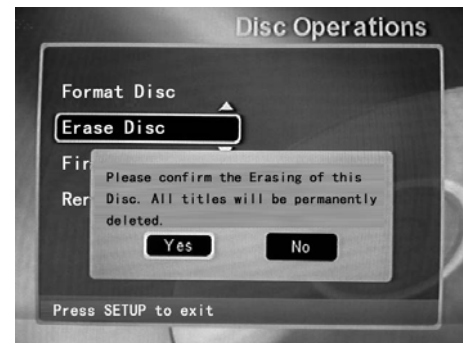 Disc Operations
Format Disc
Erase Disc
Please confirm the Erasing of this
Disc. All titles will be permanently
deleted.
Yes No
Press SETUP to exit